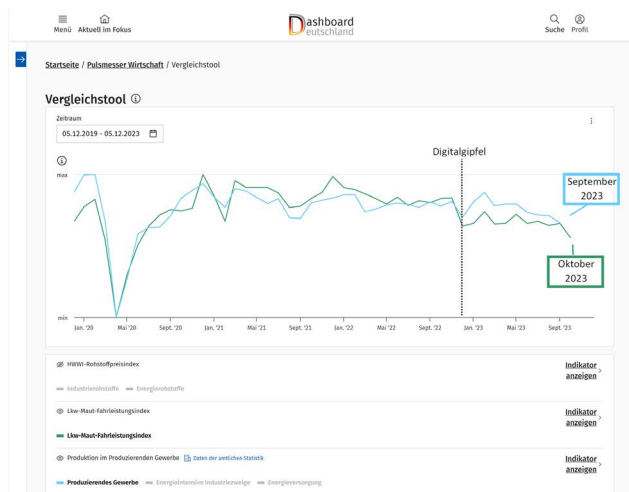 Menü
Aktuell im Fokus
Dashboard
Deutschland
Suche
Profil
Startseite / Pulsmesser Wirtschaft / Vergleichstool
Vergleichstool
Zeitraum
05.12.2019 - 05.12.2023
Digitalgipfel
max
September
2023
Oktober
2023
min
Jan. '20 Mai '20 Sept. '20 Jan. '21 Mai '21 Sept. '21 Jan. '22 Mai '22 Sept. '22 Jan. '23 Mai '23 Sept. '23
HWWI-Rohstoffpreisindex
Indikator
anzeigen
Industrierohstoffe Energierohstoffe
Lkw-Maut-Fahrleistungsindex
Indikator
anzeigen
Lkw-Maut-Fahrleistungsindex
Produktion im Produzierenden Gewerbe Daten der amtlichen Statistik
Indikator
anzeigen
Produzierendes Gewerbe Energieintensive Industriezweige Energieversorgung